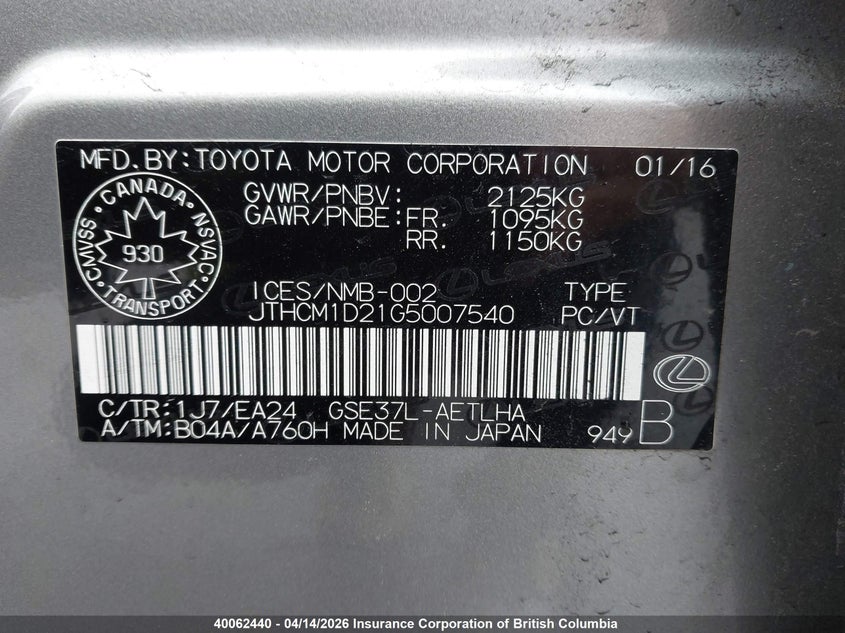 MFD.BY:TOYOTA MOTOR CORPORATION 01/16
GVWR/PNBV: 2125KG
GAWR/PNBE:FR. 1095KG
RR. 1150KG
CANADA
CMVSS NSVAC
930
TRANSPORT
ICES/NMB-002 TYPE
JTHCM1D21G5007540 PC/VT
C/TR:1J7/EA24 GSE37L-AETLHA
A/TM:B04A/A760H MADE IN JAPAN 949 B
40062440 - 04/14/2026 Insurance Corporation of British Columbia